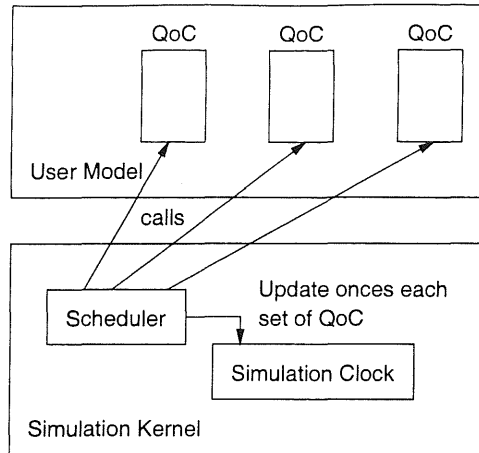 QoC QoC QoC
User Model
calls
Update onces each
set of QoC
Scheduler
Simulation Clock
Simulation Kernel